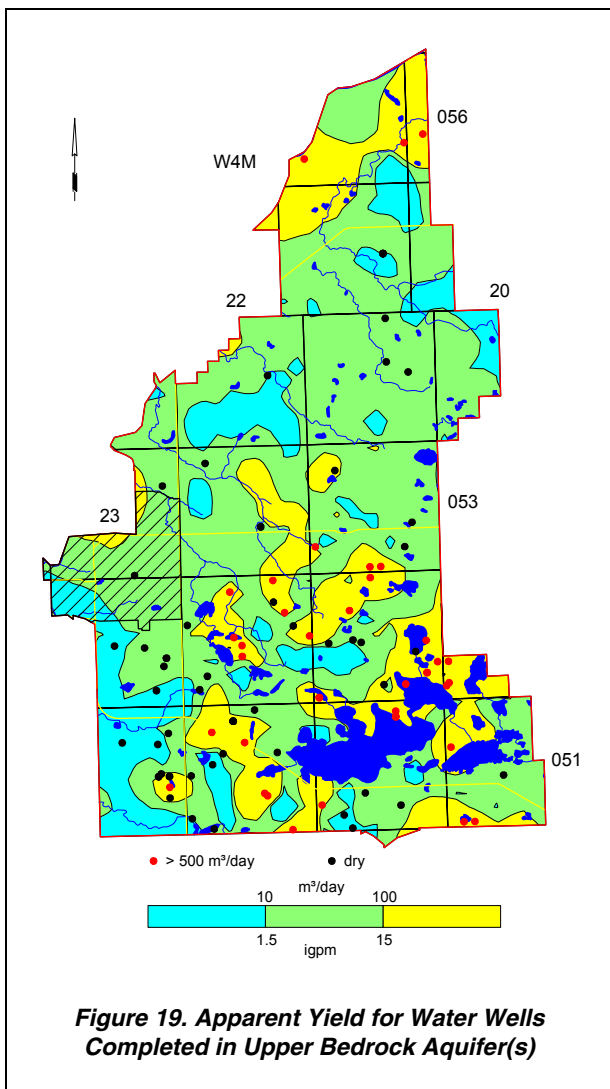 056
W4M
22
20
053
23
051
> 500 m³/day
dry
m³/day
10
100
1.5
15
igpm
Figure 19. Apparent Yield for Water Wells
Completed in Upper Bedrock Aquifer(s)